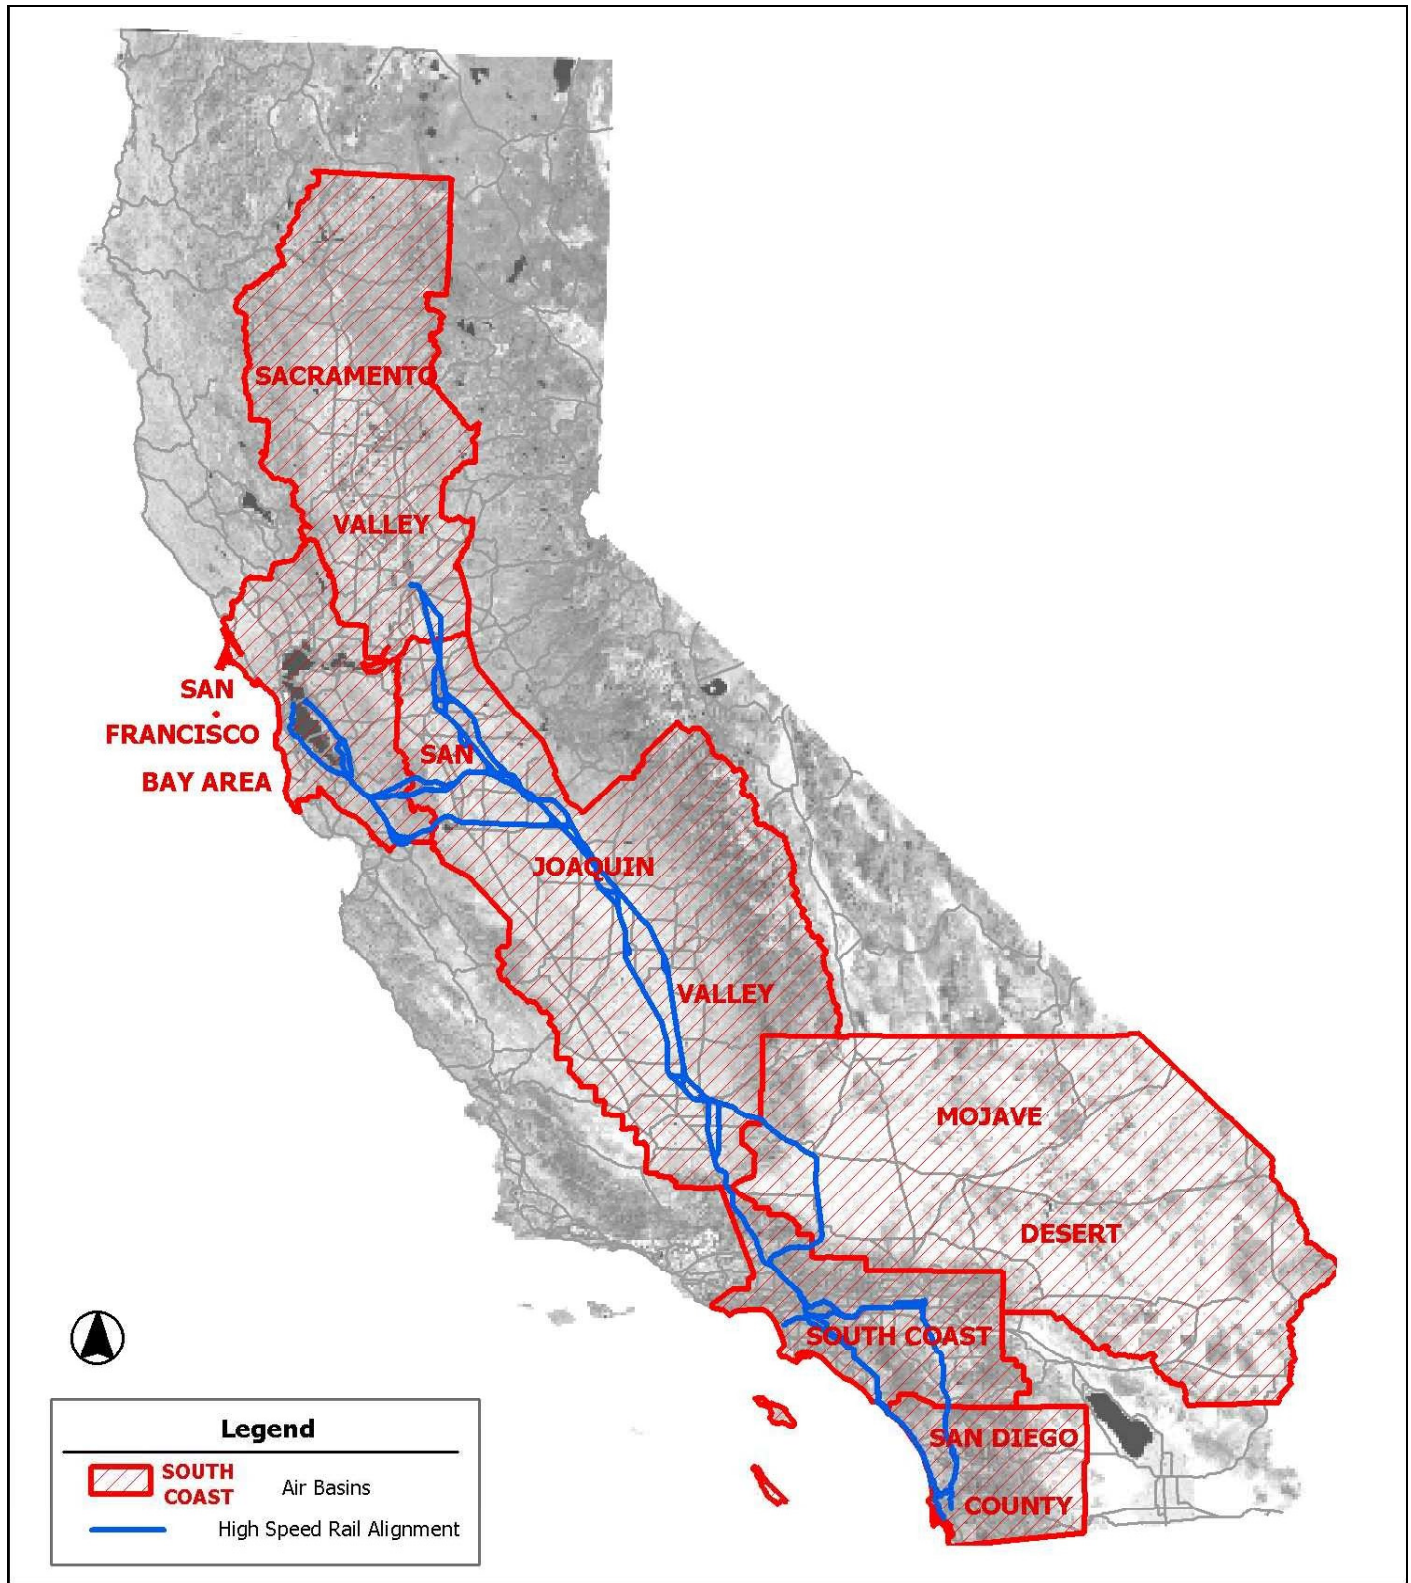 SACRAMENTO
VALLEY
SAN
FRANCISCO
BAY AREA
SAN
JOAQUIN
VALLEY
MOJAVE
DESERT
SOUTH COAST
SAN DIEGO
COUNTY
Legend
SOUTH
COAST
Air Basins
High Speed Rail Alignment